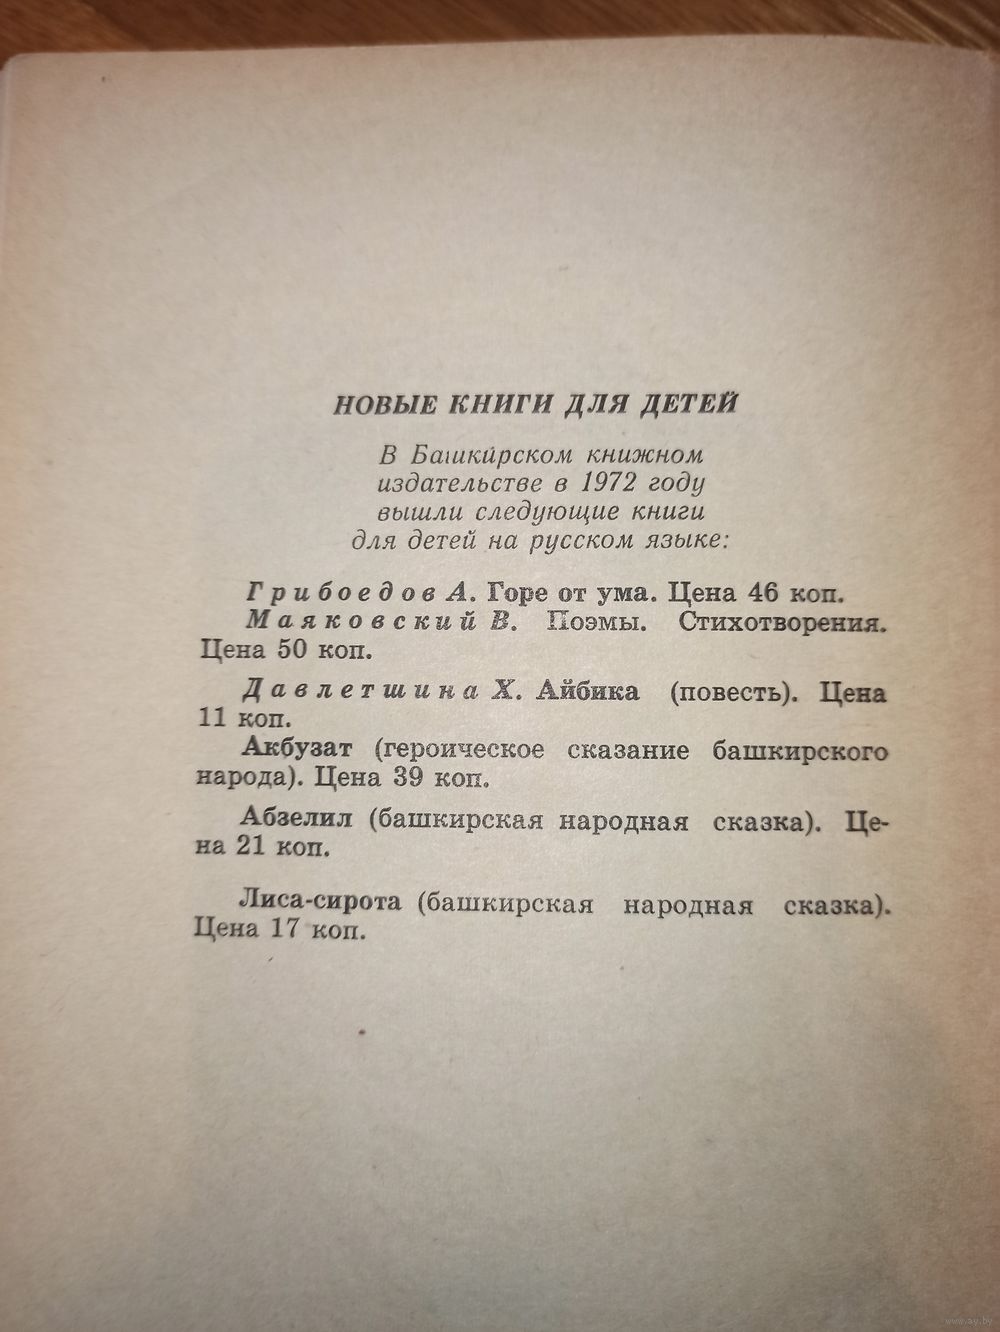 НОВЫЕ КНИГИ ДЛЯ ДЕТЕЙ
В Башкирском книжном
издательстве в 1972 году
вышли следующие книги
для детей на русском языке:
Грибоедов А. Горе от ума. Цена 46 коп.
Маяковский В. Поэмы. Стихотворения.
Цена 50 коп.
Давлетшина Х. Айбика (повесть). Цена
11 коп.
Акбузат (героическое сказание башкирского
народа). Цена 39 коп.
Абзелил (башкирская народная сказка). Це-
на 21 коп.
Лиса-сирота (башкирская народная сказка).
Цена 17 коп.
www.ay.by